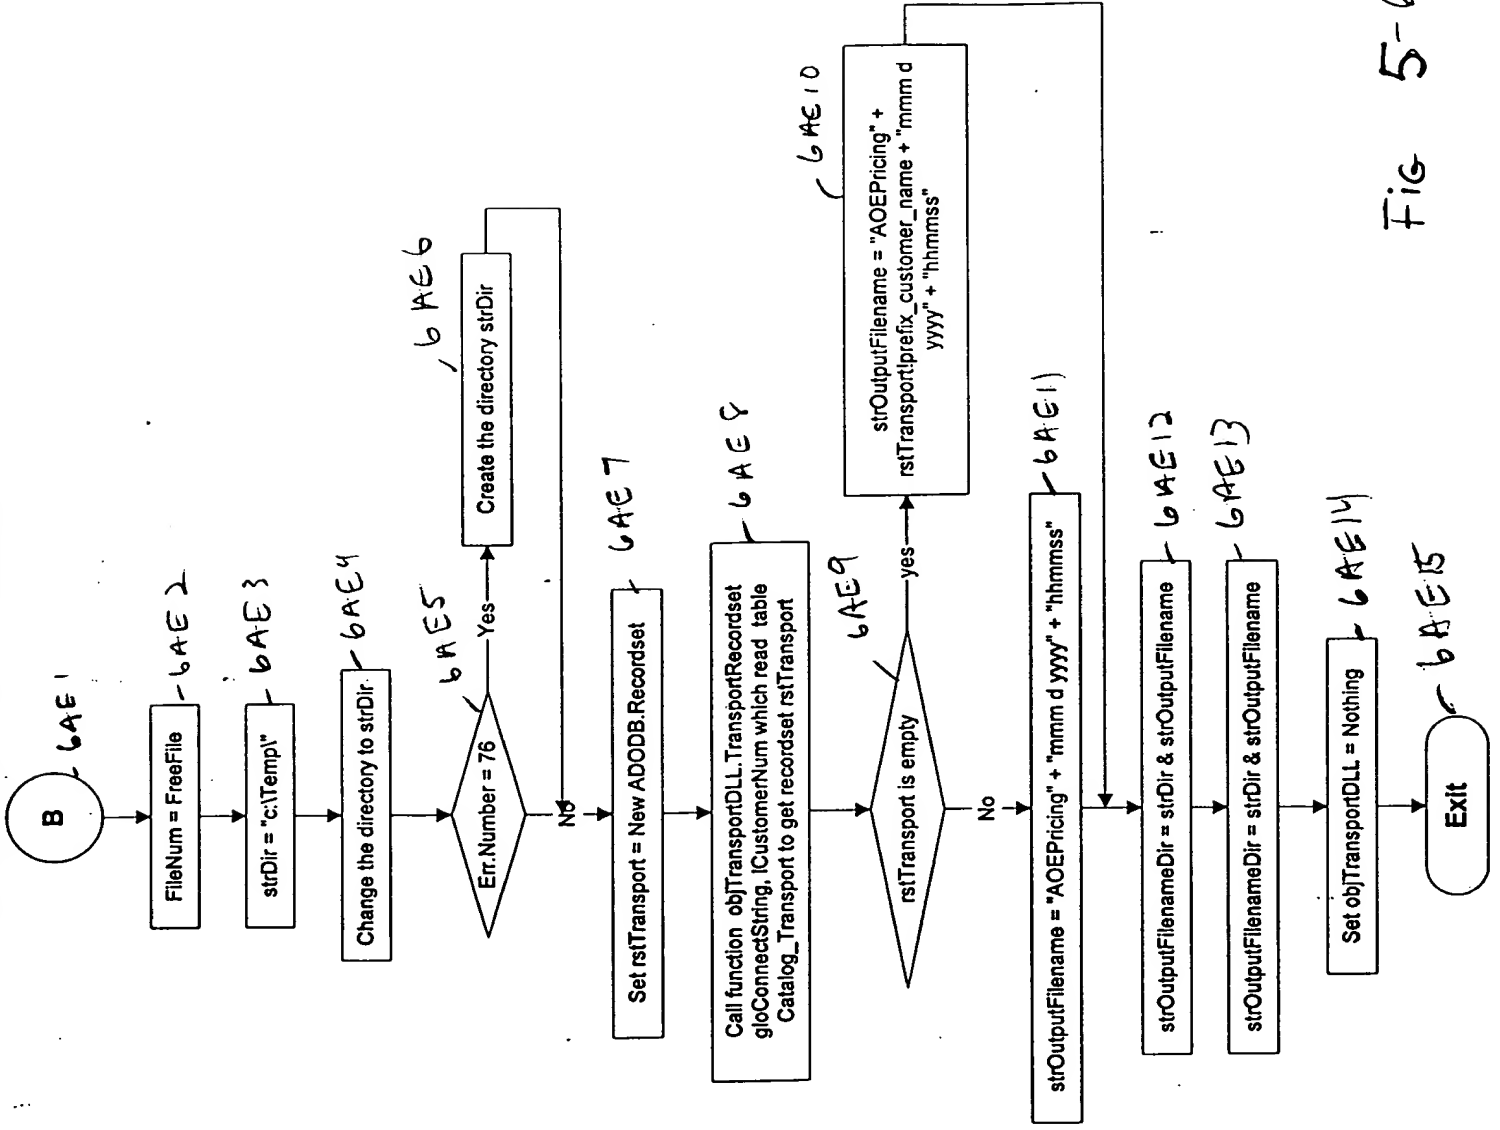 B
6AE1
FileNum = FreeFile
6AE2
strDir = "c:\Temp\"
6AE3
Change the directory to strDir
6AE4
Err.Number = 76
6AE5
Yes
Create the directory strDir
6AE6
No
Set rstTransport = New ADODB.Recordset
6AE7
Call function objTransportDLL.TransportRecordset
gloConnectString, lCustomerNum which read table
Catalog_Transport to get recordset rstTransport
6AE8
rstTransport is empty
6AE9
yes
strOutputFilename = "AOEPricing" +
rstTransport!prefix_customer_name + "mmm d
yyyy" + "hhmmss"
6AE10
No
strOutputFilename = "AOEPricing" + "mmm d yyyy" + "hhmmss"
6AE11
strOutputFilenameDir = strDir & strOutputFilename
6AE12
strOutputFilenameDir = strDir & strOutputFilename
6AE13
Set objTransportDLL = Nothing
6AE14
Exit
6AE15
FIG 5-